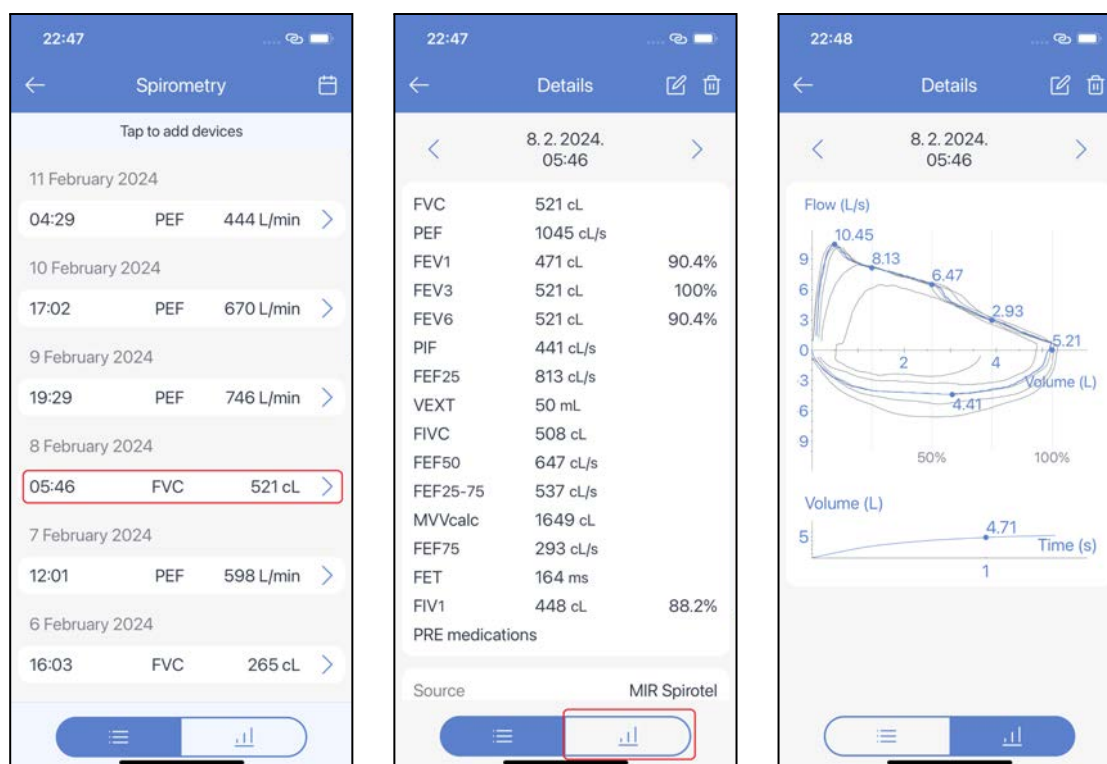 22:47
Spirometry
Tap to add devices
11 February 2024
04:29 PEF 444 L/min
10 February 2024
17:02 PEF 670 L/min
9 February 2024
19:29 PEF 746 L/min
8 February 2024
05:46 FVC 521 cL
7 February 2024
12:01 PEF 598 L/min
6 February 2024
16:03 FVC 265 cL
22:47
Details
8. 2. 2024.
05:46
FVC 521 cL
PEF 1045 cL/s
FEV1 471 cL 90.4%
FEV3 521 cL 100%
FEV6 521 cL 90.4%
PIF 441 cL/s
FEF25 813 cL/s
VEXT 50 mL
FIVC 508 cL
FEF50 647 cL/s
FEF25-75 537 cL/s
MVVcalc 1649 cL
FEF75 293 cL/s
FET 164 ms
FIV1 448 cL 88.2%
PRE medications
Source MIR Spirotel
22:48
Details
8. 2. 2024.
05:46
Flow (L/s)
10.45
9 8.13
6 6.47
3 2.93
0 5.21
2 4
3 Volume (L)
6 4.41
9
50% 100%
Volume (L)
5 4.71
Time (s)
1